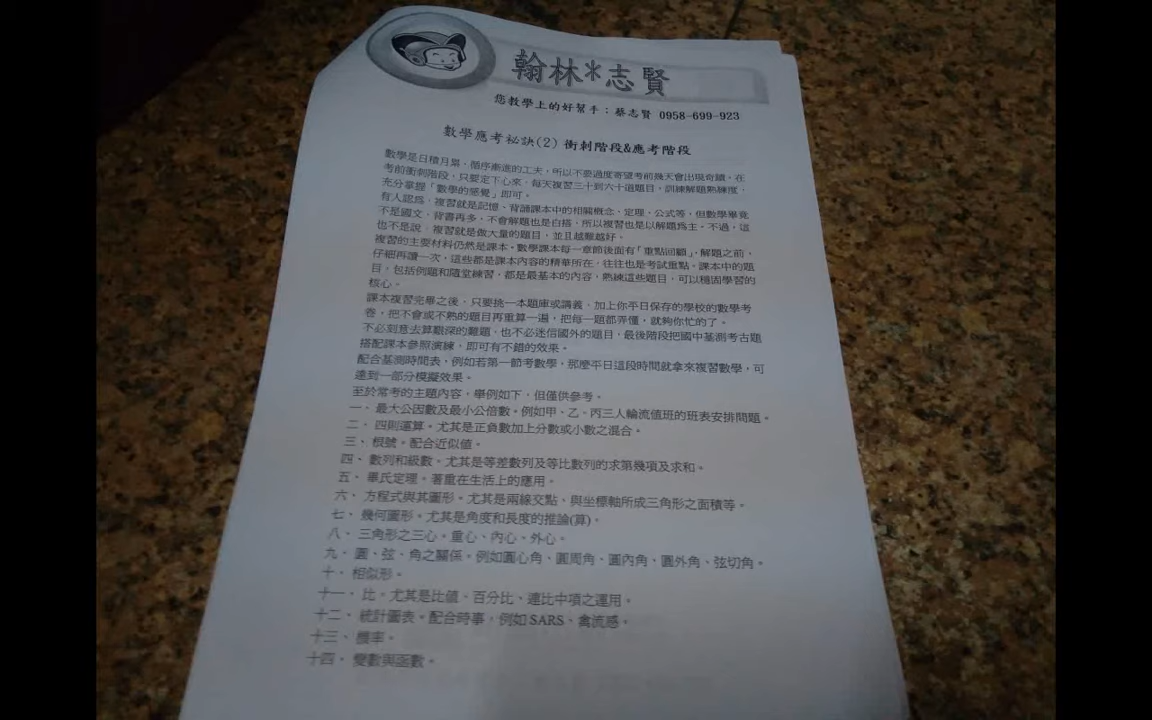 翰林*志賢
您教學上的好幫手：蔡志賢 0958-699-923
數學應考祕訣(2) 衝刺階段&應考階段
數學是日積月累、循序漸進的工夫，所以不要過度寄望考前幾天會出現奇蹟。在
考前衝刺階段，只要定下心來，每天複習三十到六十道題目，訓練解題熟練度，
充分掌握「數學的感覺」即可。
有人認為，複習就是記憶、背誦課本中的相關概念、定理、公式等，但數學畢竟
不是國文，背書再多，不會解題也是白搭，所以複習也是以解題為主。不過，這
也不是說，複習就是做大量的題目，並且越難越好。
複習的主要材料仍然是課本。數學課本每一章節後面有「重點回顧」，解題之前，
仔細再讀一次，這些都是課本內容的精華所在，往往也是考試重點。課本中的題
目，包括例題和隨堂練習，都是最基本的內容，熟練這些題目，可以穩固學習的
核心。
課本複習完畢之後，只要挑一本題庫或講義，加上你平日保存的學校的數學考
卷，把不會或不熟的題目再重算一遍，把每一題都弄懂，就夠你忙的了。
不必刻意去算艱深的難題，也不必迷信國外的題目，最後階段把國中基測考古題
搭配課本參照演練，即可有不錯的效果。
配合基測時間表，例如若第一節考數學，那麼平日這段時間就拿來複習數學，可
達到一部分模擬效果。
至於常考的主題內容，舉例如下，但僅供參考。
一、 最大公因數及最小公倍數。例如甲、乙、丙三人輪流值班的班表安排問題。
二、 四則運算。尤其是正負數加上分數或小數之混合。
三、 根號。配合近似值。
四、 數列和級數。尤其是等差數列及等比數列的求第幾項及求和。
五、 畢氏定理。著重在生活上的應用。
六、 方程式與其圖形。尤其是兩線交點、與坐標軸所成三角形之面積等。
七、 幾何圖形。尤其是角度和長度的推論(算)。
八、 三角形之三心。重心、內心、外心。
九、 圓、弦、角之關係。例如圓心角、圓周角、圓內角、圓外角、弦切角。
十、 相似形。
十一、 比。尤其是比值、百分比、連比中項之運用。
十二、 統計圖表。配合時事，例如 SARS、禽流感。
十三、 機率。
十四、 變數與函數。